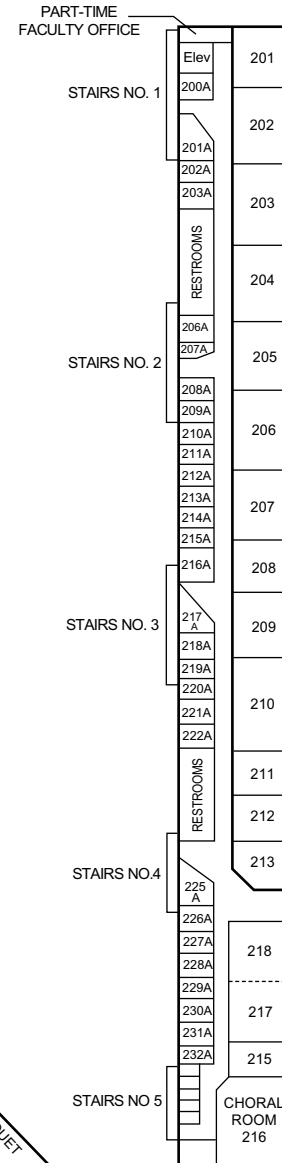 PART-TIME
FACULTY OFFICE
STAIRS NO. 1
Elev
200A
201A
202A
203A
RESTROOMS
206A
207A
STAIRS NO. 2
208A
209A
210A
211A
212A
213A
214A
215A
216A
STAIRS NO. 3
217
A
218A
219A
220A
221A
222A
RESTROOMS
STAIRS NO.4
225
A
226A
227A
228A
229A
230A
231A
232A
STAIRS NO 5
201
202
203
204
205
206
207
208
209
210
211
212
213
218
217
215
CHORAL
ROOM
216